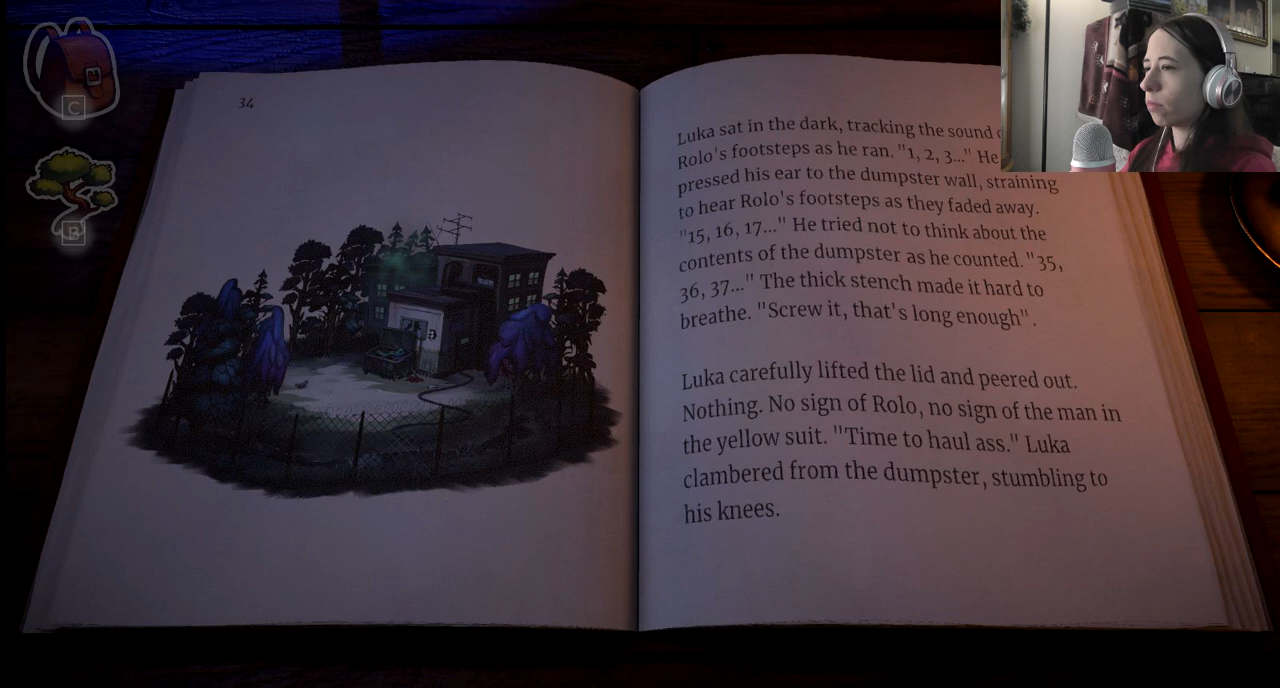 C
B
34
Luka sat in the dark, tracking the sound
Rolo's footsteps as he ran. "1, 2, 3..." He
pressed his ear to the dumpster wall, straining
to hear Rolo's footsteps as they faded away.
"15, 16, 17..." He tried not to think about the
contents of the dumpster as he counted. "35,
36, 37..." The thick stench made it hard to
breathe. "Screw it, that's long enough" .
Luka carefully lifted the lid and peered out.
Nothing. No sign of Rolo, no sign of the man in
the yellow suit. "Time to haul ass." Luka
clambered from the dumpster, stumbling to
his knees.